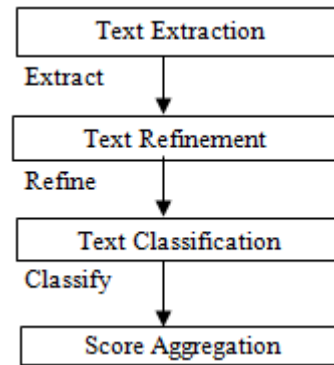 Text Extraction
Extract
Text Refinement
Refine
Text Classification
Classify
Score Aggregation